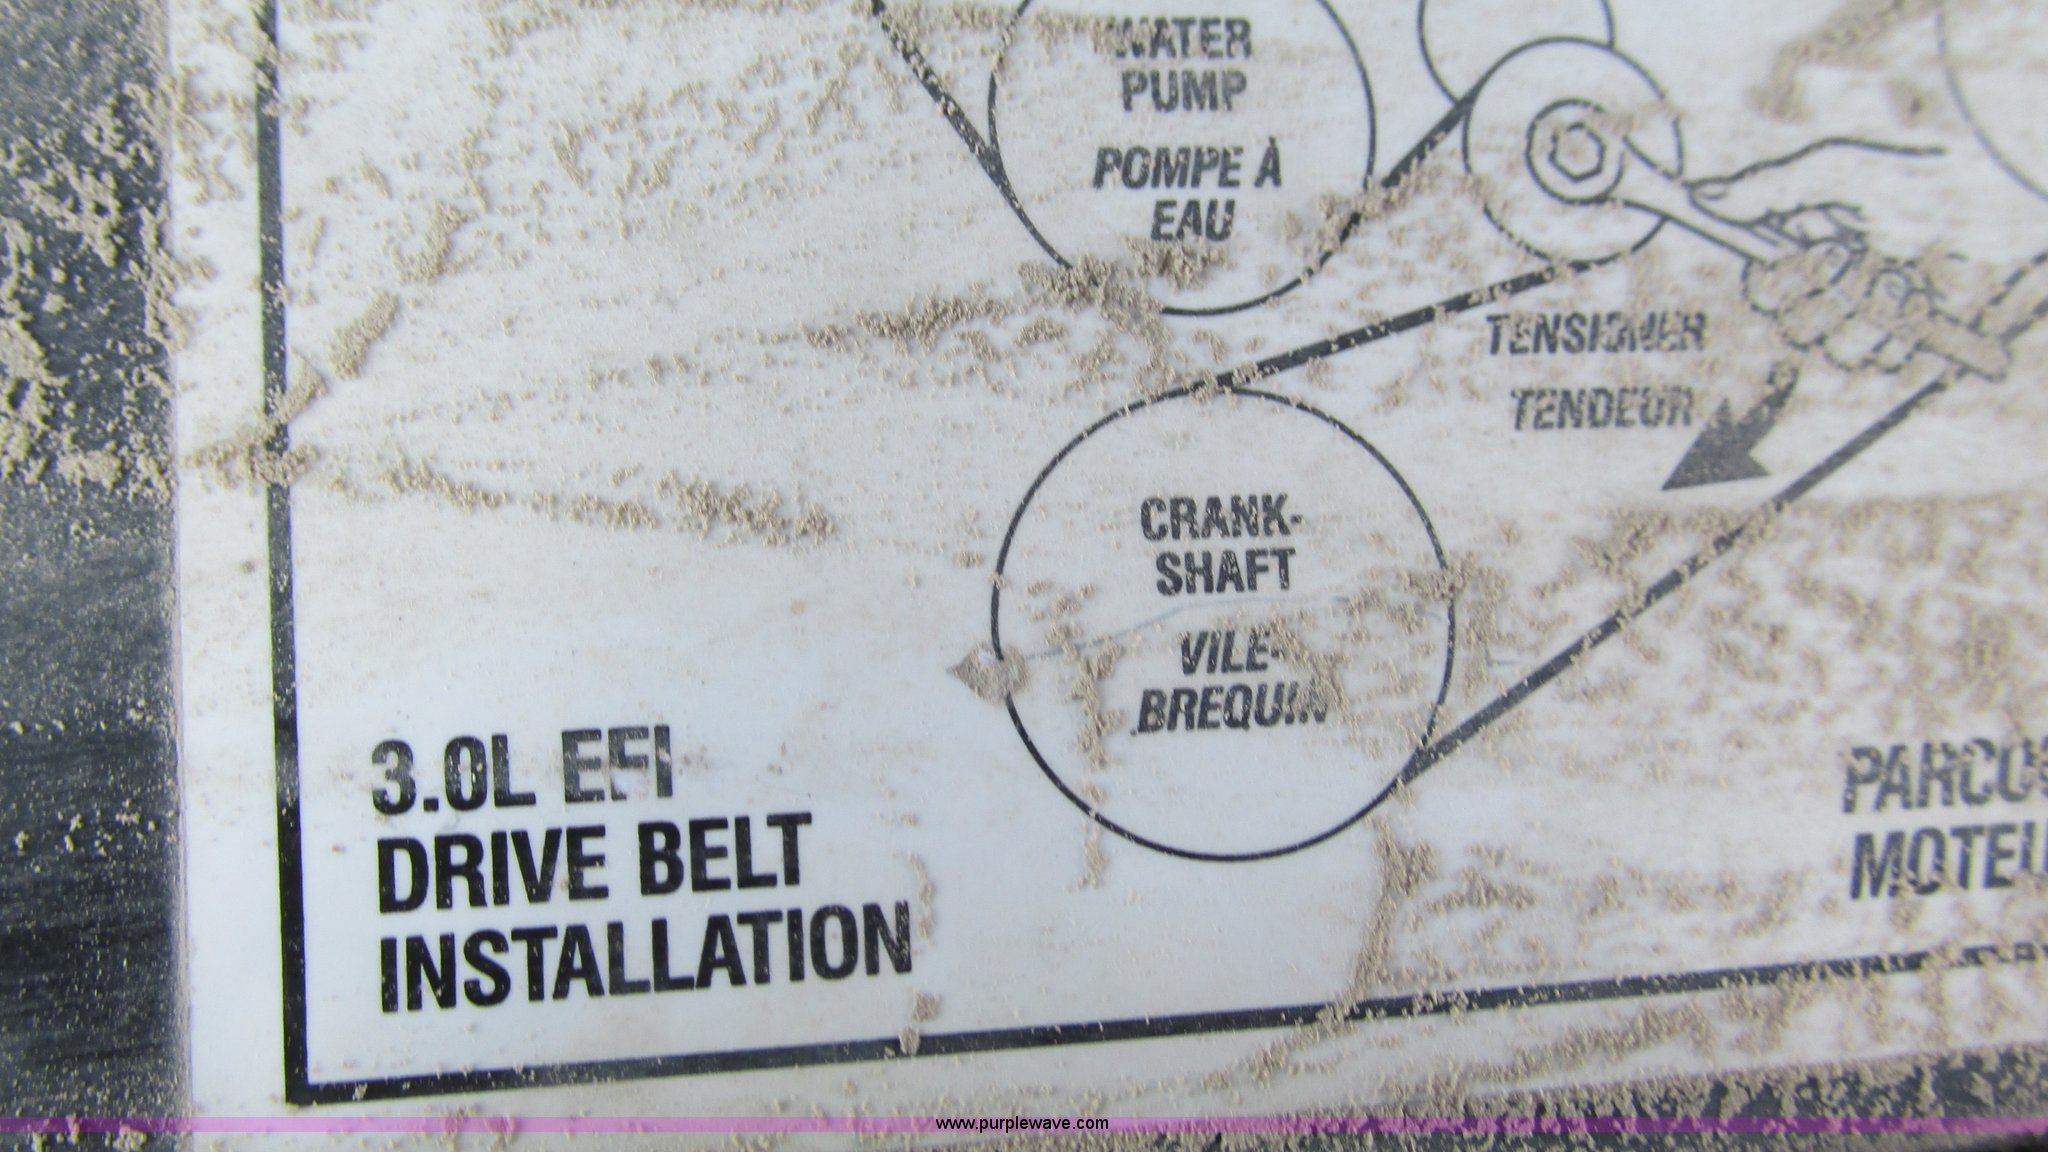 WATER
PUMP
POMPE À
EAU
TENSIONER
TENDEUR
CRANK-
SHAFT
VILE-
BREQUIN
3.0L EFI
DRIVE BELT
INSTALLATION
MOTEU
www.purplewave.com